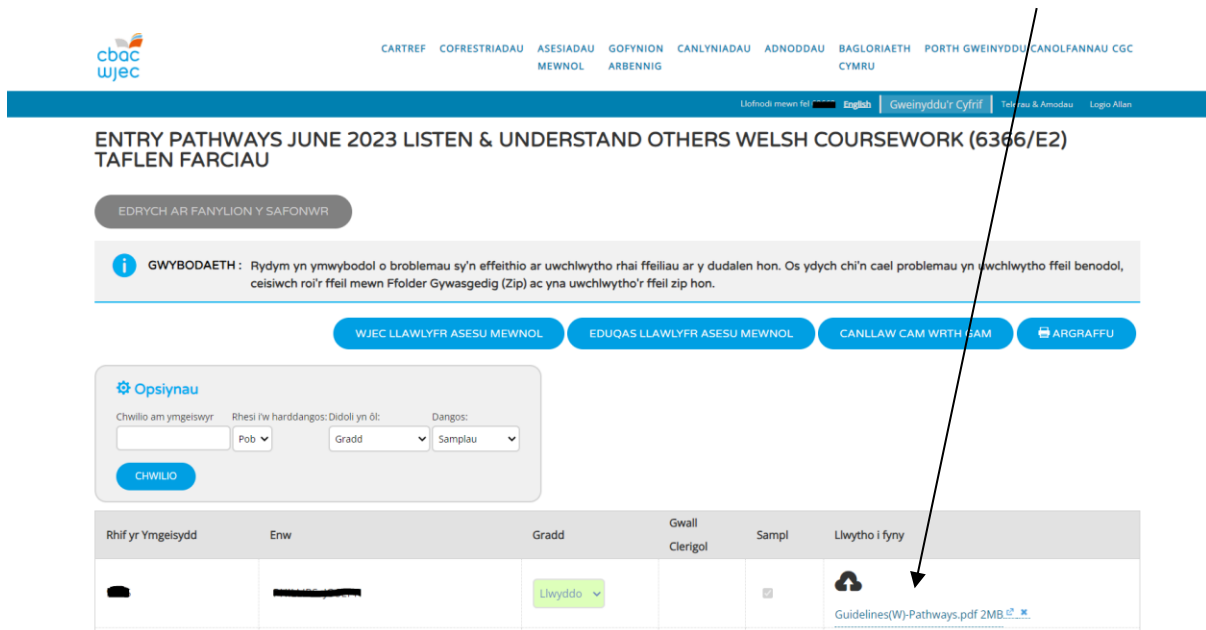 cbac
wjec
CARTREF COFRESTRIADAU ASESIADAU MEWNOL GOFYNION ARBENNIG CANLYNIADAU ADNODDAU BAGLORIAETH CYMRU PORTH GWEINYDDU CANOLFANNAU CGC
Llofnodi mewn fel English Gweinyddu'r Cyfrif Telerau & Amodau Logio Allan
ENTRY PATHWAYS JUNE 2023 LISTEN & UNDERSTAND OTHERS WELSH COURSEWORK (6366/E2)
TAFLEN FARCIAU
EDRYCH AR FANYLION Y SAFONWR
GWYBODAETH : Rydym yn ymwybodol o broblemau sy'n effeithio ar uwchlwytho rhai ffeiliau ar y dudalen hon. Os ydych chi'n cael problemau yn uwchlwytho ffeil benodol,
ceisiwch roi'r ffeil mewn Ffolder Gywasgedig (Zip) ac yna uwchlwytho'r ffeil zip hon.
WJEC LLAWLYFR ASESU MEWNOL EDUQAS LLAWLYFR ASESU MEWNOL CANLLAW CAM WRTH GAM ARGRAFFU
Opsiynau
Chwilio am ymgeiswyr Rhesi i'w harddangos: Didoli yn ôl: Dangos:
Pob Gradd Samplau
CHWILIO
Rhif yr Ymgeisydd Enw Gradd Gwall Clerigol Sampl Llwytho i fyny
Llwyddo
Guidelines(W)-Pathways.pdf 2MB